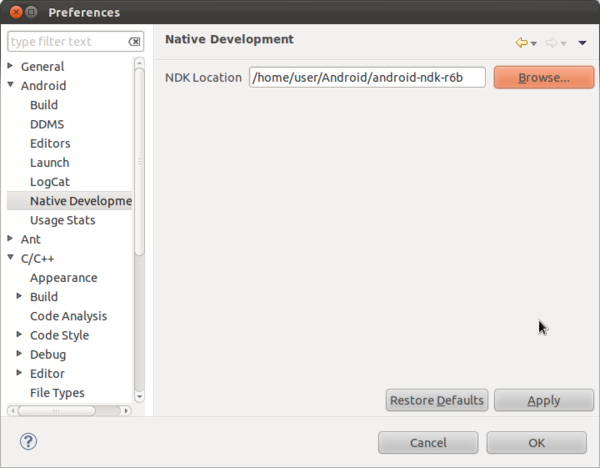 Preferences
type filter text
General
Android
Build
DDMS
Editors
Launch
LogCat
Native Developme
Usage Stats
Ant
C/C++
Appearance
Build
Code Analysis
Code Style
Debug
Editor
File Types
Native Development
NDK Location /home/user/Android/android-ndk-r6b Browse...
Restore Defaults Apply
? Cancel OK